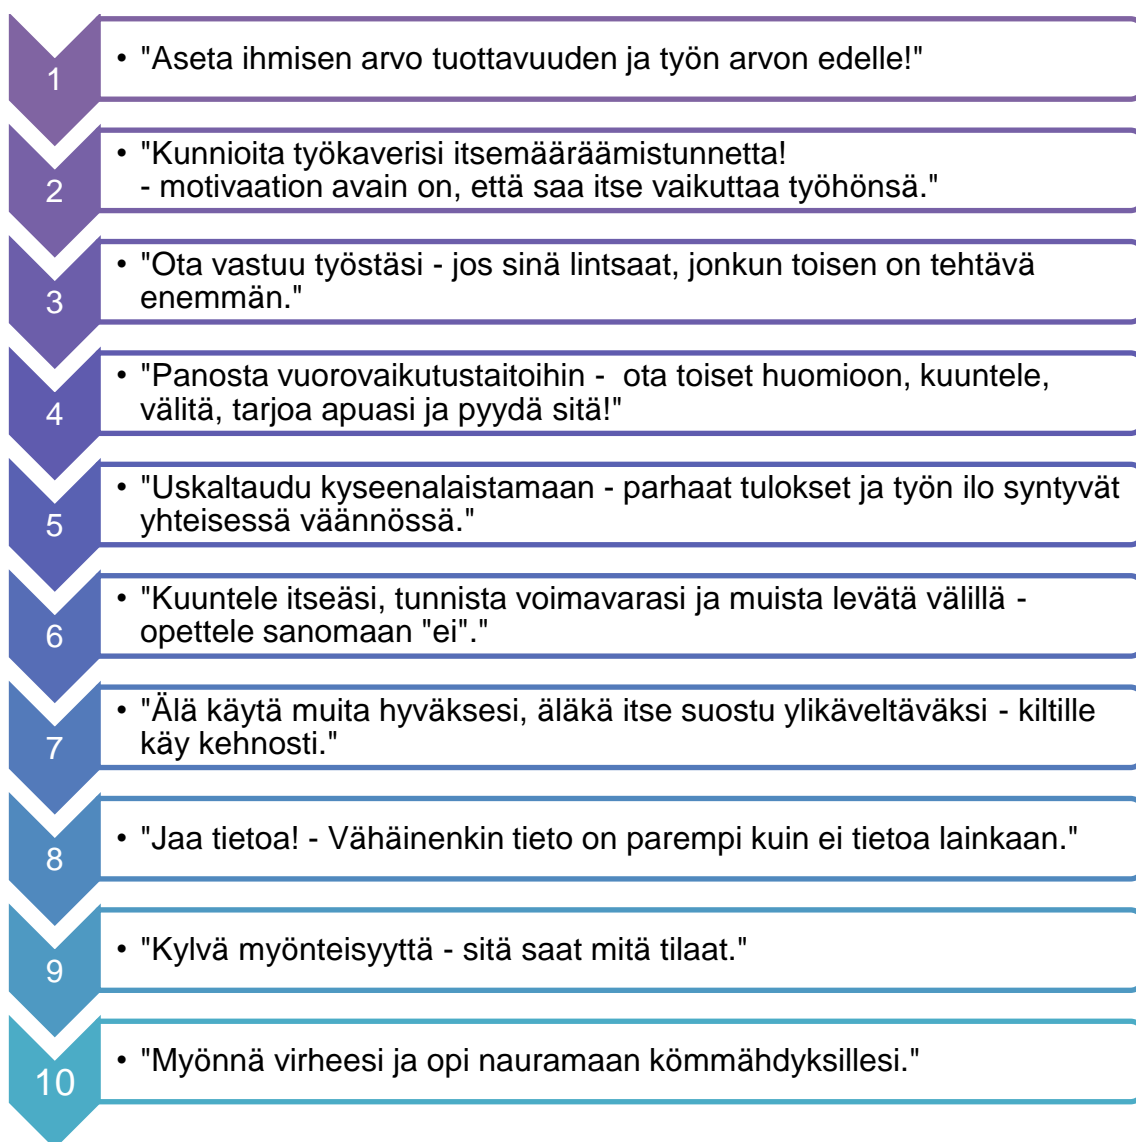 1
• "Aseta ihmisen arvo tuottavuuden ja työn arvon edelle!"
2
• "Kunnioita työkaverisi itsemääräämistunnetta!
- motivaation avain on, että saa itse vaikuttaa työhönsä."
3
• "Ota vastuu työstäsi - jos sinä lintsaat, jonkun toisen on tehtävä
enemmän."
4
• "Panosta vuorovaikutustaitoihin - ota toiset huomioon, kuuntele,
välitä, tarjoa apuasi ja pyydä sitä!"
5
• "Uskaltaudu kyseenalaistamaan - parhaat tulokset ja työn ilo syntyvät
yhteisessä väännössä."
6
• "Kuuntele itseäsi, tunnista voimavarasi ja muista levätä välillä -
opettele sanomaan "ei"."
7
• "Älä käytä muita hyväksesi, äläkä itse suostu ylikäveltäväksi - kiltille
käy kehnosti."
8
• "Jaa tietoa! - Vähäinenkin tieto on parempi kuin ei tietoa lainkaan."
9
• "Kylvä myönteisyyttä - sitä saat mitä tilaat."
10
• "Myönnä virheesi ja opi nauramaan kömmähdyksillesi."